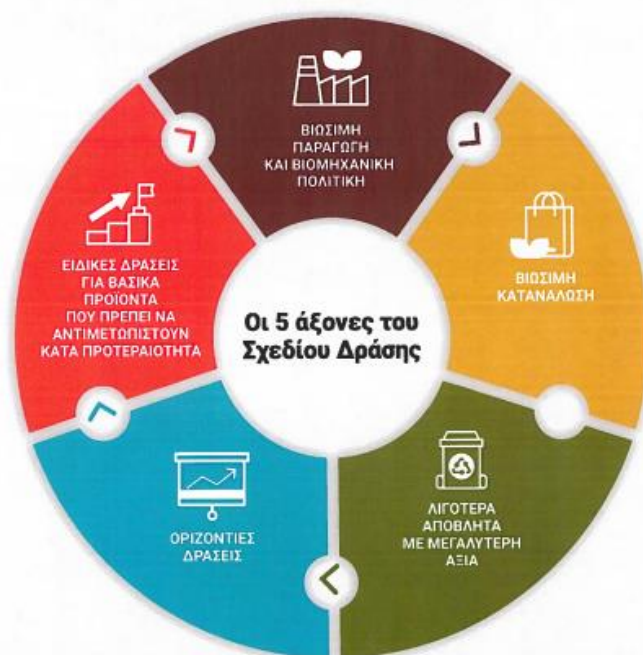 ΒΙΩΣΙΜΗ
ΠΑΡΑΓΩΓΗ
ΚΑΙ ΒΙΟΜΗΧΑΝΙΚΗ
ΠΟΛΙΤΙΚΗ
ΒΙΩΣΙΜΗ
ΚΑΤΑΝΑΛΩΣΗ
ΛΙΓΟΤΕΡΑ
ΑΠΟΒΛΗΤΑ
ΜΕ ΜΕΓΑΛΥΤΕΡΗ
ΑΞΙΑ
ΟΡΙΖΟΝΤΙΕΣ
ΔΡΑΣΕΙΣ
ΕΙΔΙΚΕΣ ΔΡΑΣΕΙΣ
ΓΙΑ ΒΑΣΙΚΑ
ΠΡΟΪΟΝΤΑ
ΠΟΥ ΠΡΕΠΕΙ ΝΑ
ΑΝΤΙΜΕΤΩΠΙΣΤΟΥΝ
ΚΑΤΑ ΠΡΟΤΕΡΑΙΟΤΗΤΑ
Οι 5 άξονες του
Σχεδίου Δράσης